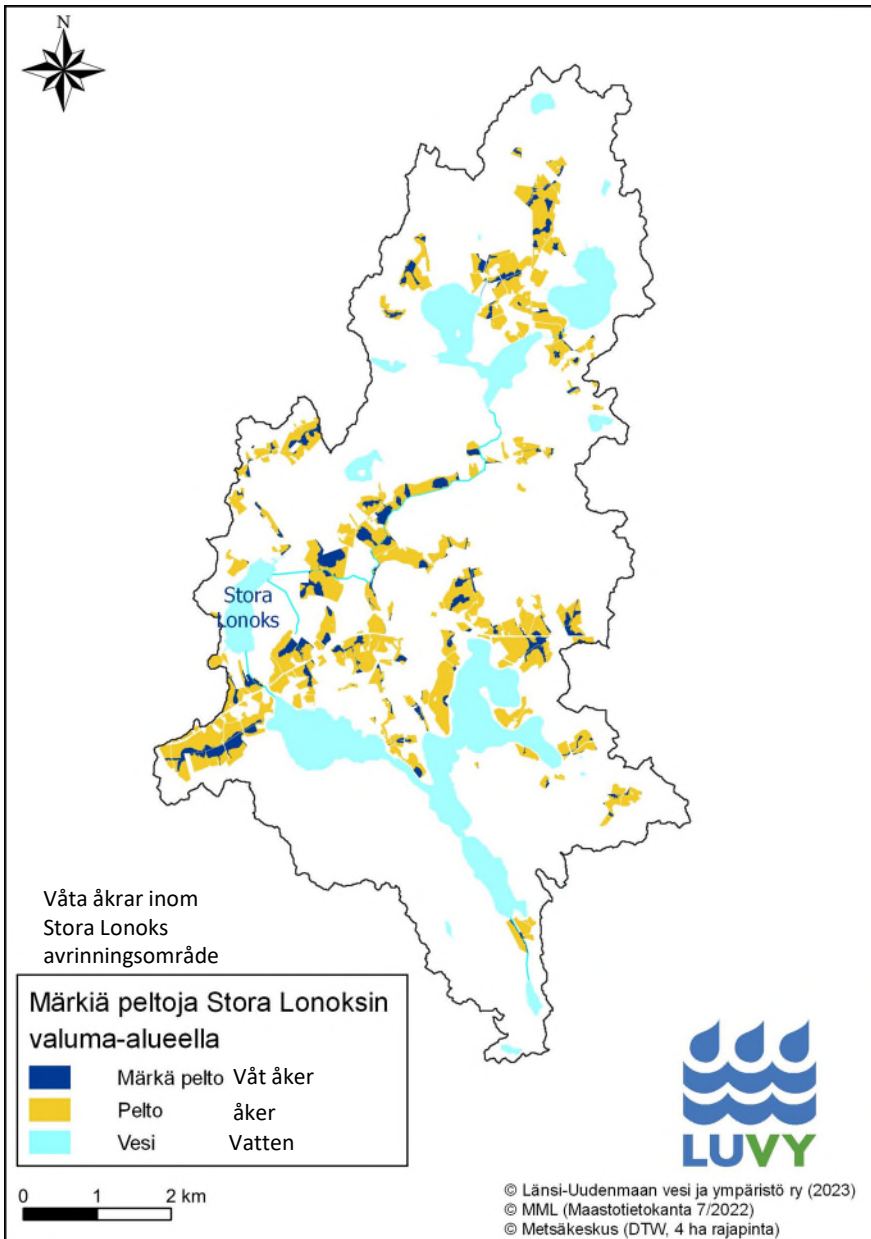 N
Stora
Lonoks
Våta åkrar inom
Stora Lonoks
avrinningsområde
Märkiä peltoja Stora Lonoksin
valuma-alueella
Märkä pelto Våt åker
Pelto åker
Vesi Vatten
0 1 2 km
LUVY
© Länsi-Uudenmaan vesi ja ympäristö ry (2023)
© MML (Maastotietokanta 7/2022)
© Metsäkeskus (DTW, 4 ha rajapinta)